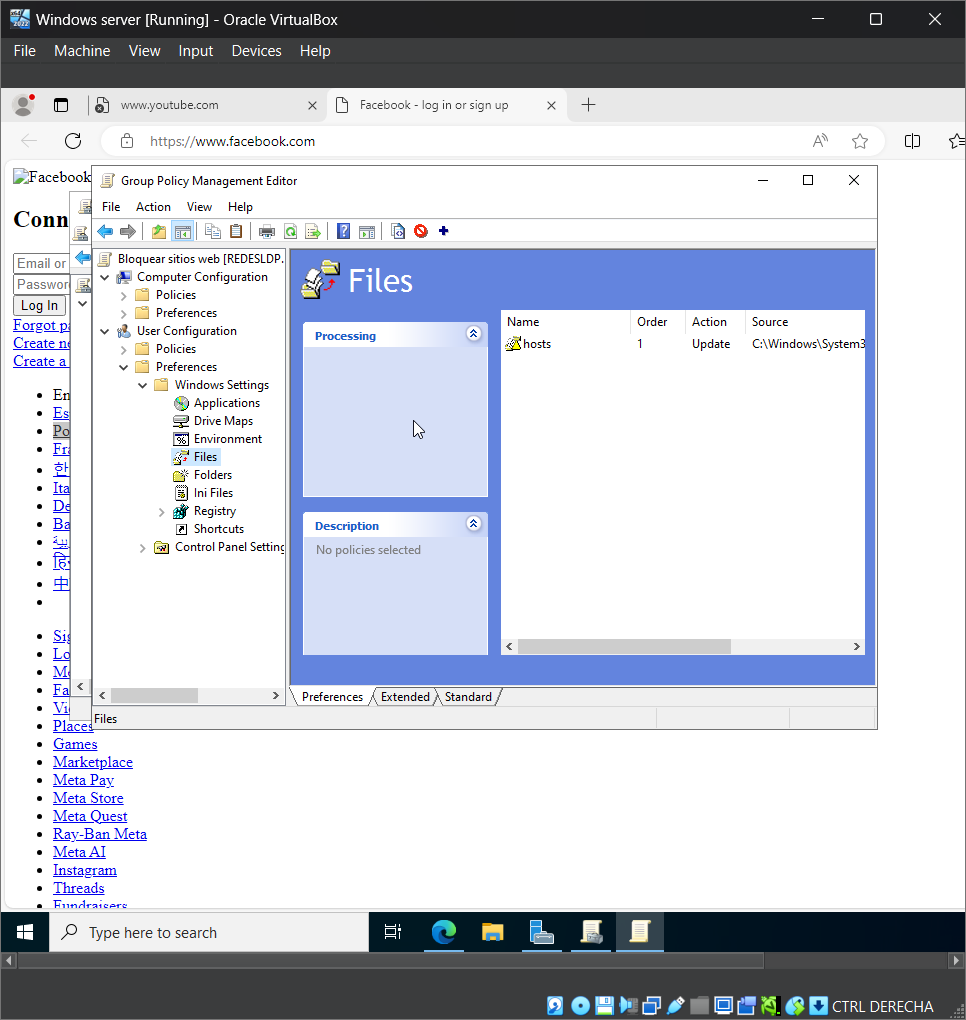 Windows server [Running] - Oracle VirtualBox
File Machine View Input Devices Help
www.youtube.com
Facebook - log in or sign up
https://www.facebook.com
Facebook
Conn
Email or
Password
Log In
Forgot pa
Create ne
Create a
En
Es
Po
Fra
한
Ita
De
Ba
हि
中
Sig
Lo
Me
Fa
Vi
Places
Games
Marketplace
Meta Pay
Meta Store
Meta Quest
Ray-Ban Meta
Meta AI
Instagram
Threads
Fundraisers
Group Policy Management Editor
File Action View Help
Bloquear sitios web [REDESLDP.
Computer Configuration
Policies
Preferences
User Configuration
Policies
Preferences
Windows Settings
Applications
Drive Maps
Environment
Files
Folders
Ini Files
Registry
Shortcuts
Control Panel Setting
Files
Processing
Description
No policies selected
Name Order Action Source
hosts 1 Update C:\Windows\System3
Preferences Extended Standard
Files
Type here to search
CTRL DERECHA